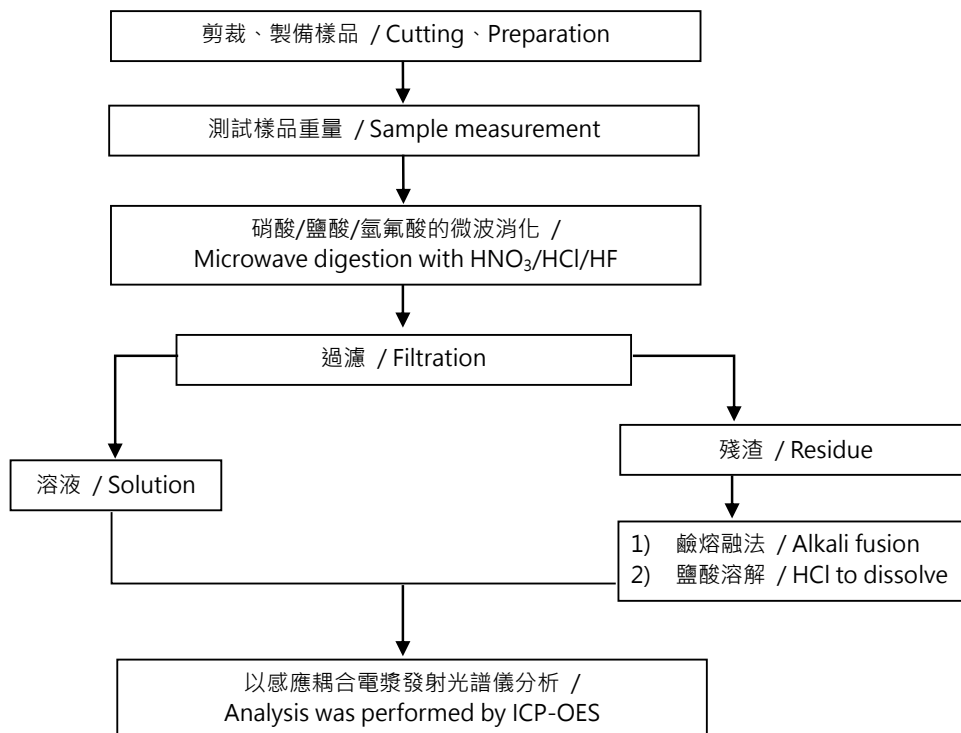 剪裁、製備樣品 / Cutting、Preparation
測試樣品重量 / Sample measurement
硝酸/鹽酸/氫氟酸的微波消化 /
Microwave digestion with HNO₃/HCl/HF
過濾 / Filtration
溶液 / Solution
殘渣 / Residue
1) 鹼熔融法 / Alkali fusion
2) 鹽酸溶解 / HCl to dissolve
以感應耦合電漿發射光譜儀分析 /
Analysis was performed by ICP-OES